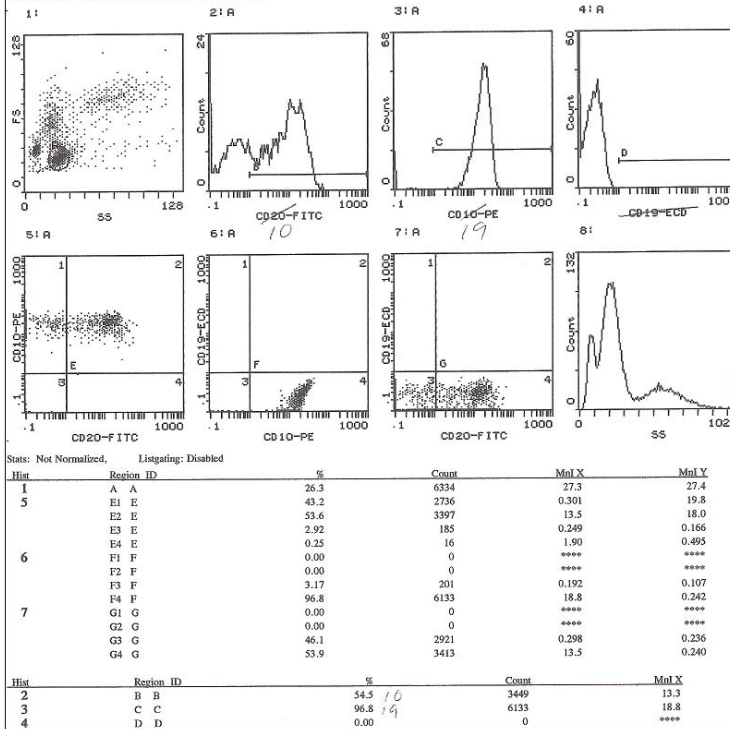 1: 2: A 3: A 4: A
128 24 68 60
FS Count Count Count
C D
0 0 0 0
0 SS 128 .1 1000 .1 1000 .1 100
CD20-FITC CD10-PE CD19-ECD
10 19
5: A 6: A 7: A 8:
1000 1000 1000 132
1 2 1 2 1 2
CD10-PE CD19-ECD CD19-ECD Count
E F G
3 4 3 4 3 4
.1 .1 .1 0
.1 1000 .1 1000 .1 1000 0 102
CD20-FITC CD10-PE CD20-FITC SS
Stats: Not Normalized, Listgating: Disabled
Hist Region ID % Count MnI X MnI Y
1 A A 26.3 6334 27.3 27.4
5 E1 E 43.2 2736 0.301 19.8
E2 E 53.6 3397 13.5 18.0
E3 E 2.92 185 0.249 0.166
E4 E 0.25 16 1.90 0.495
6 F1 F 0.00 0 **** ****
F2 F 0.00 0 **** ****
F3 F 3.17 201 0.192 0.107
F4 F 96.8 6133 18.8 0.242
7 G1 G 0.00 0 **** ****
G2 G 0.00 0 **** ****
G3 G 46.1 2921 0.298 0.236
G4 G 53.9 3413 13.5 0.240
Hist Region ID % Count MnI X
2 B B 54.5 10 3449 13.3
3 C C 96.8 19 6133 18.8
4 D D 0.00 0 ****